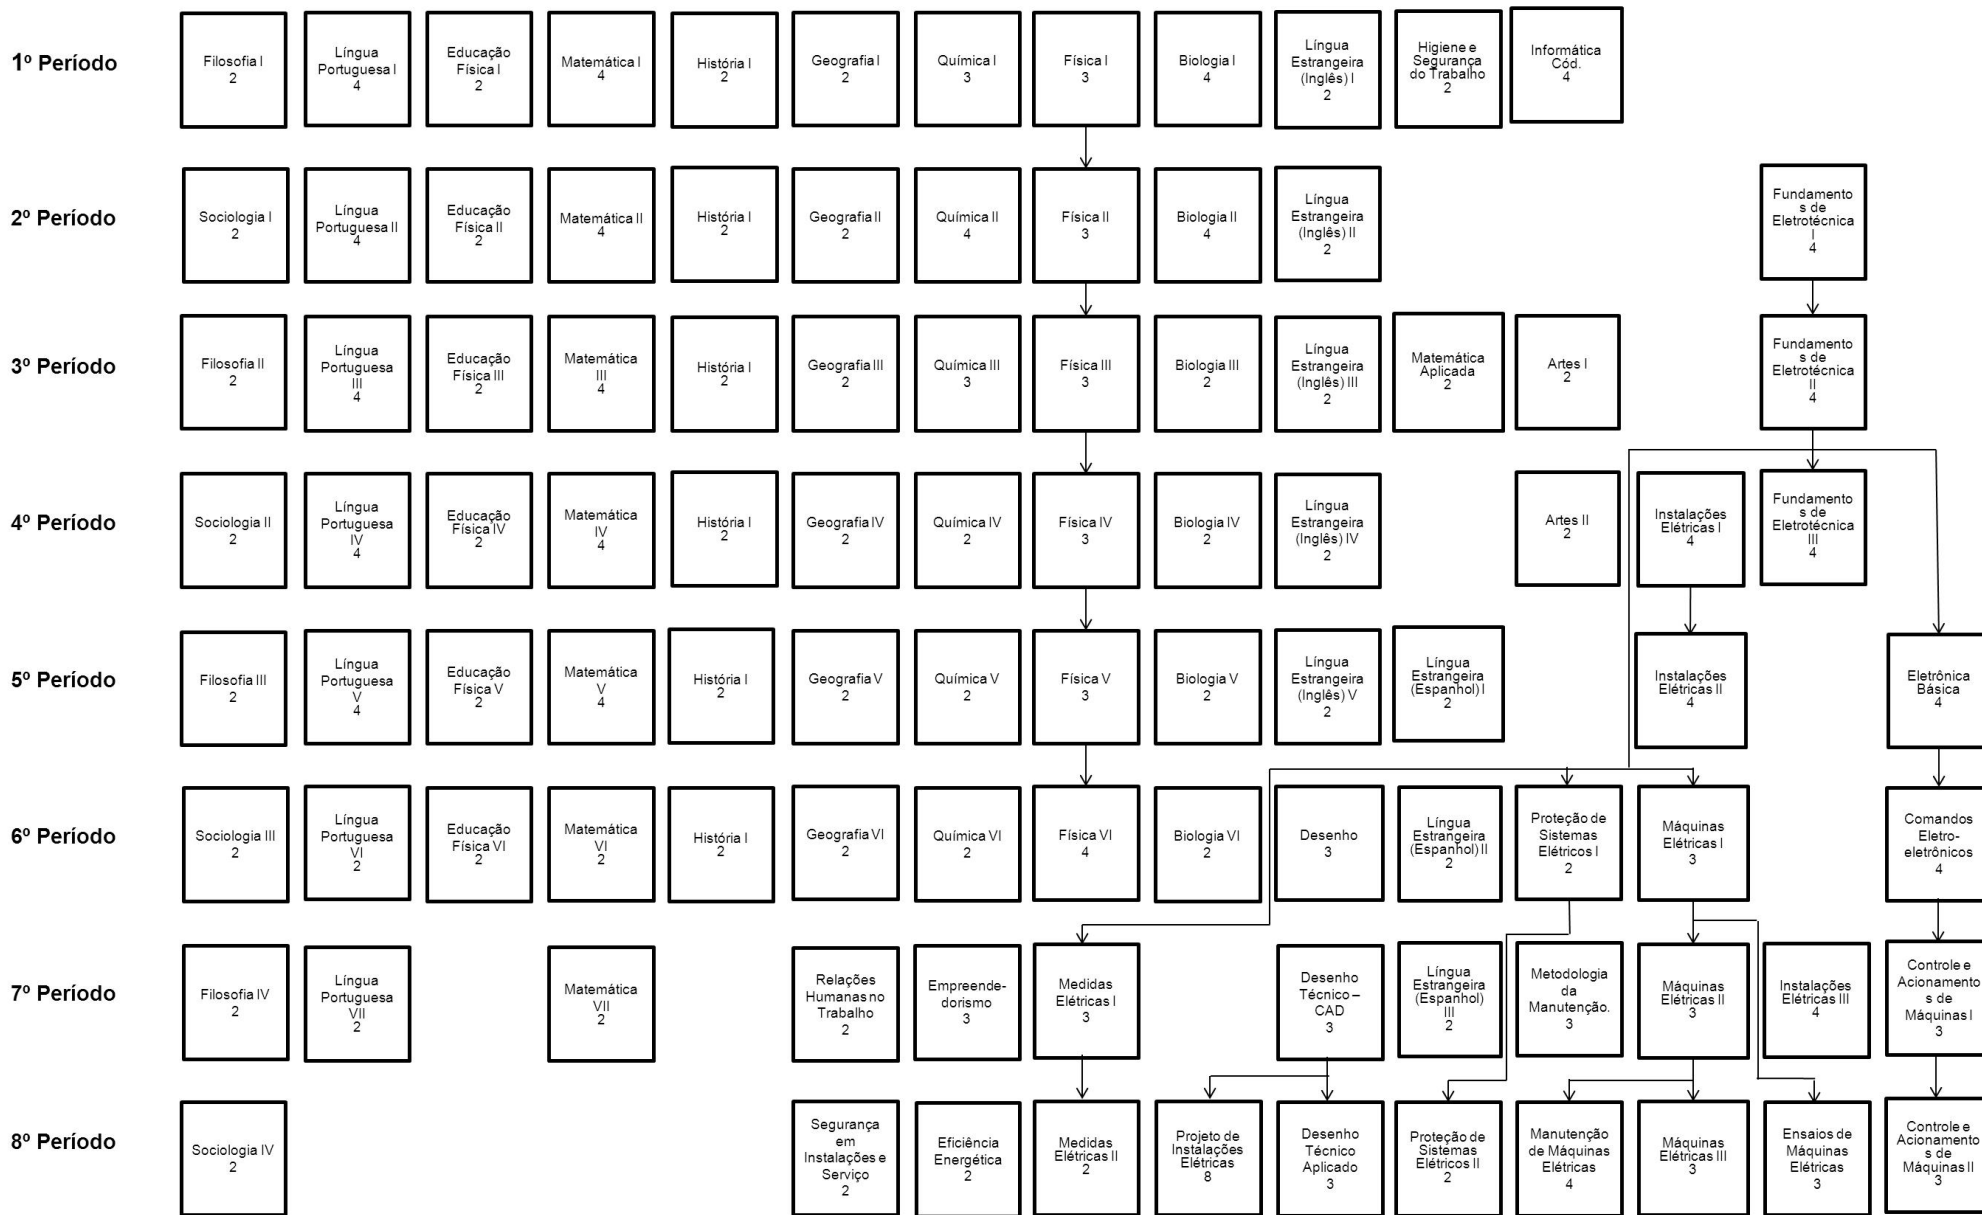 1º Período
Filosofia I
2
Língua
Portuguesa I
4
Educação
Física I
2
Matemática I
4
História I
2
Geografia I
2
Química I
3
Física I
3
Biologia I
4
Língua
Estrangeira
(Inglês) I
2
Higiene e
Segurança
do Trabalho
2
Informática
Cód.
4
2º Período
Sociologia I
2
Língua
Portuguesa II
4
Educação
Física II
2
Matemática II
4
História I
2
Geografia II
2
Química II
4
Física II
3
Biologia II
4
Língua
Estrangeira
(Inglês) II
2
Fundamento
s de
Eletrotécnica
I
4
3º Período
Filosofia II
2
Língua
Portuguesa
III
4
Educação
Física III
2
Matemática
III
4
História I
2
Geografia III
2
Química III
3
Física III
3
Biologia III
2
Língua
Estrangeira
(Inglês) III
2
Matemática
Aplicada
2
Artes I
2
Fundamento
s de
Eletrotécnica
II
4
4º Período
Sociologia II
2
Língua
Portuguesa
IV
4
Educação
Física IV
2
Matemática
IV
4
História I
2
Geografia IV
2
Química IV
2
Física IV
3
Biologia IV
2
Língua
Estrangeira
(Inglês) IV
2
Artes II
2
Instalações
Elétricas I
4
Fundamento
s de
Eletrotécnica
III
4
5º Período
Filosofia III
2
Língua
Portuguesa
V
4
Educação
Física V
2
Matemática
V
4
História I
2
Geografia V
2
Química V
2
Física V
3
Biologia V
2
Língua
Estrangeira
(Inglês) V
2
Língua
Estrangeira
(Espanhol) I
2
Instalações
Elétricas II
4
Eletrônica
Básica
4
6º Período
Sociologia III
2
Língua
Portuguesa
VI
2
Educação
Física VI
2
Matemática
VI
2
História I
2
Geografia VI
2
Química VI
2
Física VI
4
Biologia VI
2
Desenho
3
Língua
Estrangeira
(Espanhol) II
2
Proteção de
Sistemas
Elétricos I
2
Máquinas
Elétricas I
3
Comandos
Eletro-
eletrônicos
4
7º Período
Filosofia IV
2
Língua
Portuguesa
VII
2
Matemática
VII
2
Relações
Humanas no
Trabalho
2
Empreende-
dorismo
3
Medidas
Elétricas I
3
Desenho
Técnico –
CAD
3
Língua
Estrangeira
(Espanhol)
III
2
Metodologia
da
Manutenção.
3
Máquinas
Elétricas II
3
Instalações
Elétricas III
4
Controle e
Acionamento
s de
Máquinas I
3
8º Período
Sociologia IV
2
Segurança
em
Instalações e
Serviço
2
Eficiência
Energética
2
Medidas
Elétricas II
2
Projeto de
Instalações
Elétricas
8
Desenho
Técnico
Aplicado
3
Proteção de
Sistemas
Elétricos II
2
Manutenção
de Máquinas
Elétricas
4
Máquinas
Elétricas III
3
Ensaios de
Máquinas
Elétricas
3
Controle e
Acionamento
s de
Máquinas II
3